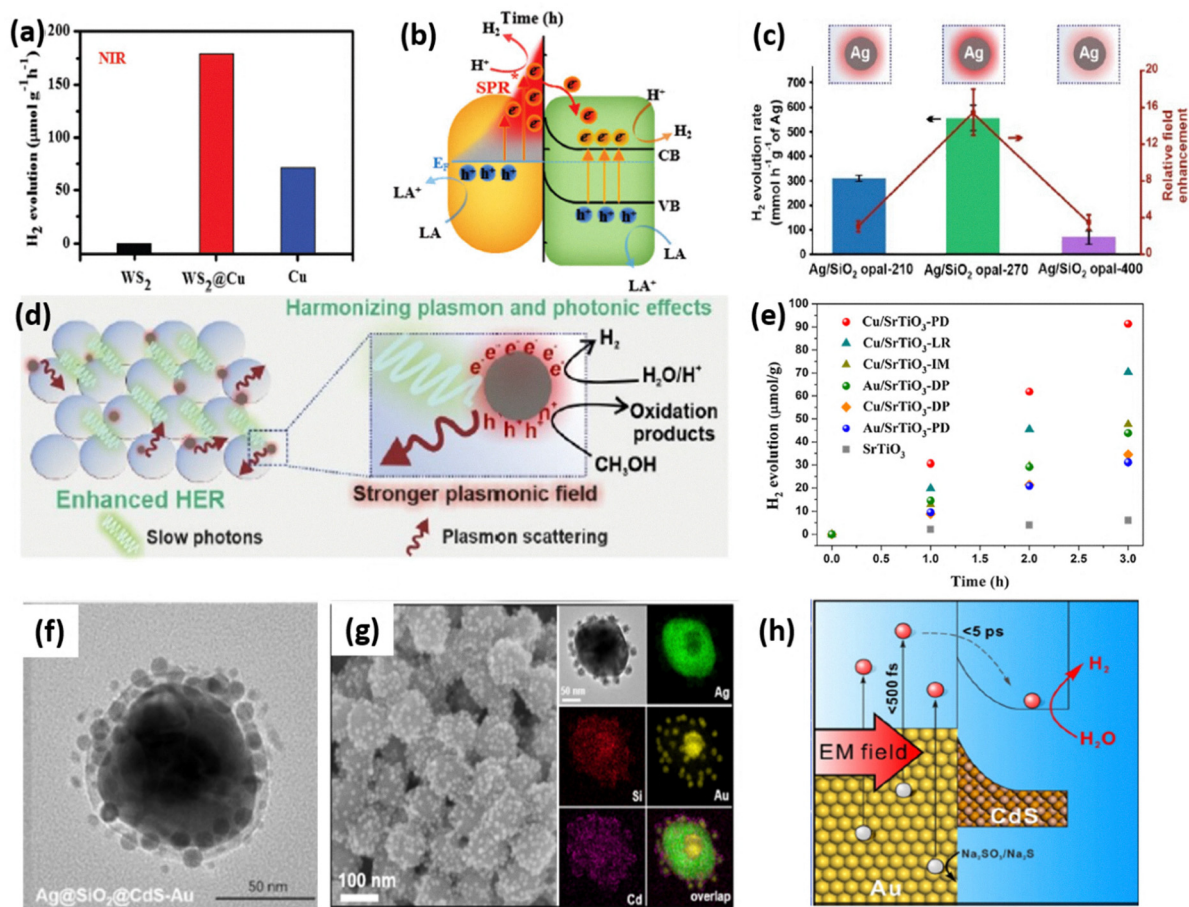 (a)
NIR
H₂ evolution (μmol g⁻¹h⁻¹)
200
150
100
75
25
0
WS₂
WS₂@Cu
Cu
(b)
Time (h)
H₂
H⁺
SPR
*
e⁻
H⁺
H₂
CB
E_F
h⁺ h⁺ h⁺
LA⁺
VB
LA
h⁺ h⁺ h⁺
LA
LA⁺
(c)
Ag
Ag
Ag
H₂ evolution rate
(mmol h⁻¹ g⁻¹ of Ag)
700
600
500
400
300
200
100
0
20
16
12
8
4
0
Relative field
enhancement
Ag/SiO₂ opal-210
Ag/SiO₂ opal-270
Ag/SiO₂ opal-400
(d)
Harmonizing plasmon and photonic effects
H₂
e⁻ e⁻ e⁻ e⁻ e⁻
H₂O/H⁺
h⁺ h⁺ h⁺ h⁺
Oxidation
products
CH₃OH
Enhanced HER
Stronger plasmonic field
Slow photons
Plasmon scattering
(e)
H₂ evolution (μmol/g)
100
90
80
70
60
50
40
30
20
10
0
Cu/SrTiO₃-PD
Cu/SrTiO₃-LR
Cu/SrTiO₃-IM
Au/SrTiO₃-DP
Cu/SrTiO₃-DP
Au/SrTiO₃-PD
SrTiO₃
0.0 0.5 1.0 1.5 2.0 2.5 3.0
Time (h)
(f)
Ag@SiO₂@CdS-Au
50 nm
(g)
100 nm
50 nm
Ag
Si
Au
Cd
overlap
(h)
<5 ps
<500 fs
H₂
H₂O
EM field
CdS
Na₂SO₃/Na₂S
Au